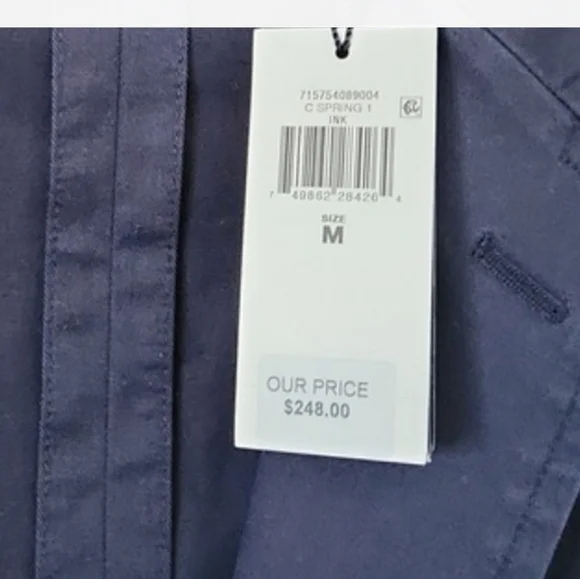 715754089004
C SPRING 1
INK
7 49862 28426 4
SIZE
M
OUR PRICE
$248.00